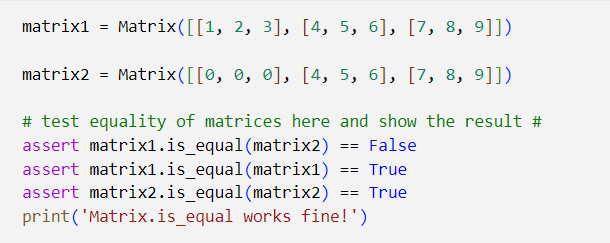 matrix1 = Matrix([[1, 2, 3], [4, 5, 6], [7, 8, 9]])
matrix2 = Matrix([[0, 0, 0], [4, 5, 6], [7, 8, 9]])
# test equality of matrices here and show the result #
assert matrix1.is_equal(matrix2) == False
assert matrix1.is_equal(matrix1) == True
assert matrix2.is_equal(matrix2) == True
print('Matrix.is_equal works fine!')